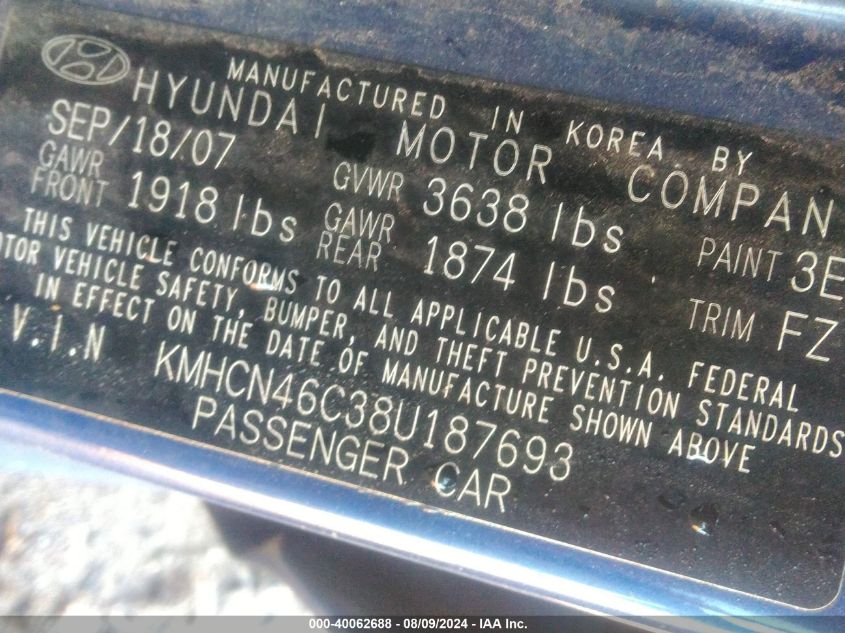 MANUFACTURED IN KOREA BY
HYUNDAI MOTOR COMPAN
SEP/18/07 GVWR 3638 lbs PAINT 3E
GAWR FRONT 1918 lbs GAWR REAR 1874 lbs TRIM FZ
THIS VEHICLE CONFORMS TO ALL APPLICABLE U.S.A. FEDERAL
OTOR VEHICLE SAFETY, BUMPER, AND THEFT PREVENTION STANDARDS
IN EFFECT ON THE DATE OF MANUFACTURE SHOWN ABOVE
V.I.N KMHCN46C38U187693
PASSENGER CAR
000-40062688 - 08/09/2024 - IAA Inc.